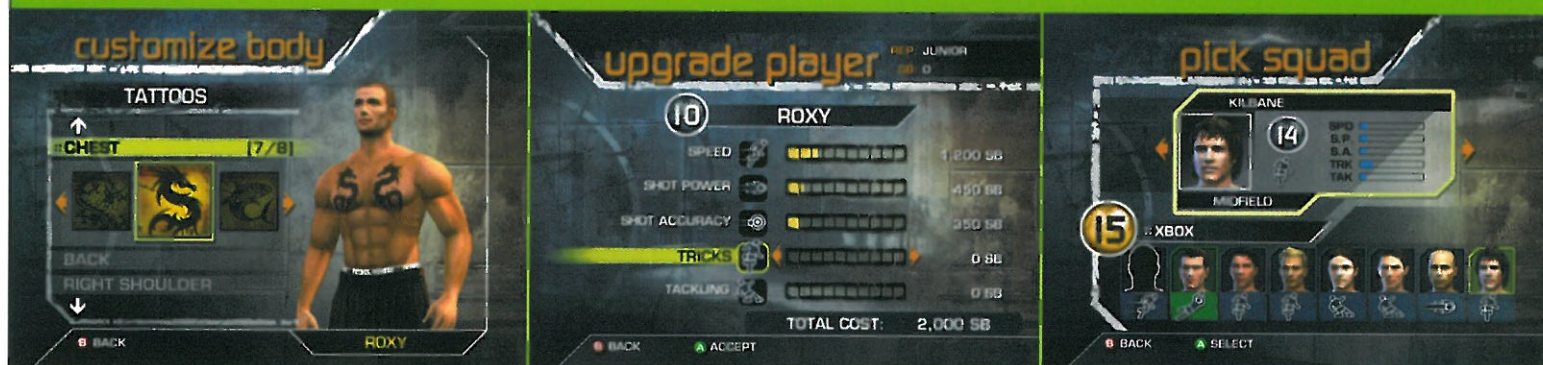 customize body
TATTOOS
CHEST [7/8]
BACK
RIGHT SHOULDER
B BACK
ROXY
upgrade player
REP: JUNIOR
SB: 0
10 ROXY
SPEED 1,200 SB
SHOT POWER 450 SB
SHOT ACCURACY 350 SB
TRICKS 0 SB
TACKLING 0 SB
TOTAL COST: 2,000 SB
B BACK A ACCEPT
pick squad
KILBANE
14
SPD
S.P.
S.A.
TRK
TAK
MIDFIELD
15 :: XBOX
B BACK A SELECT